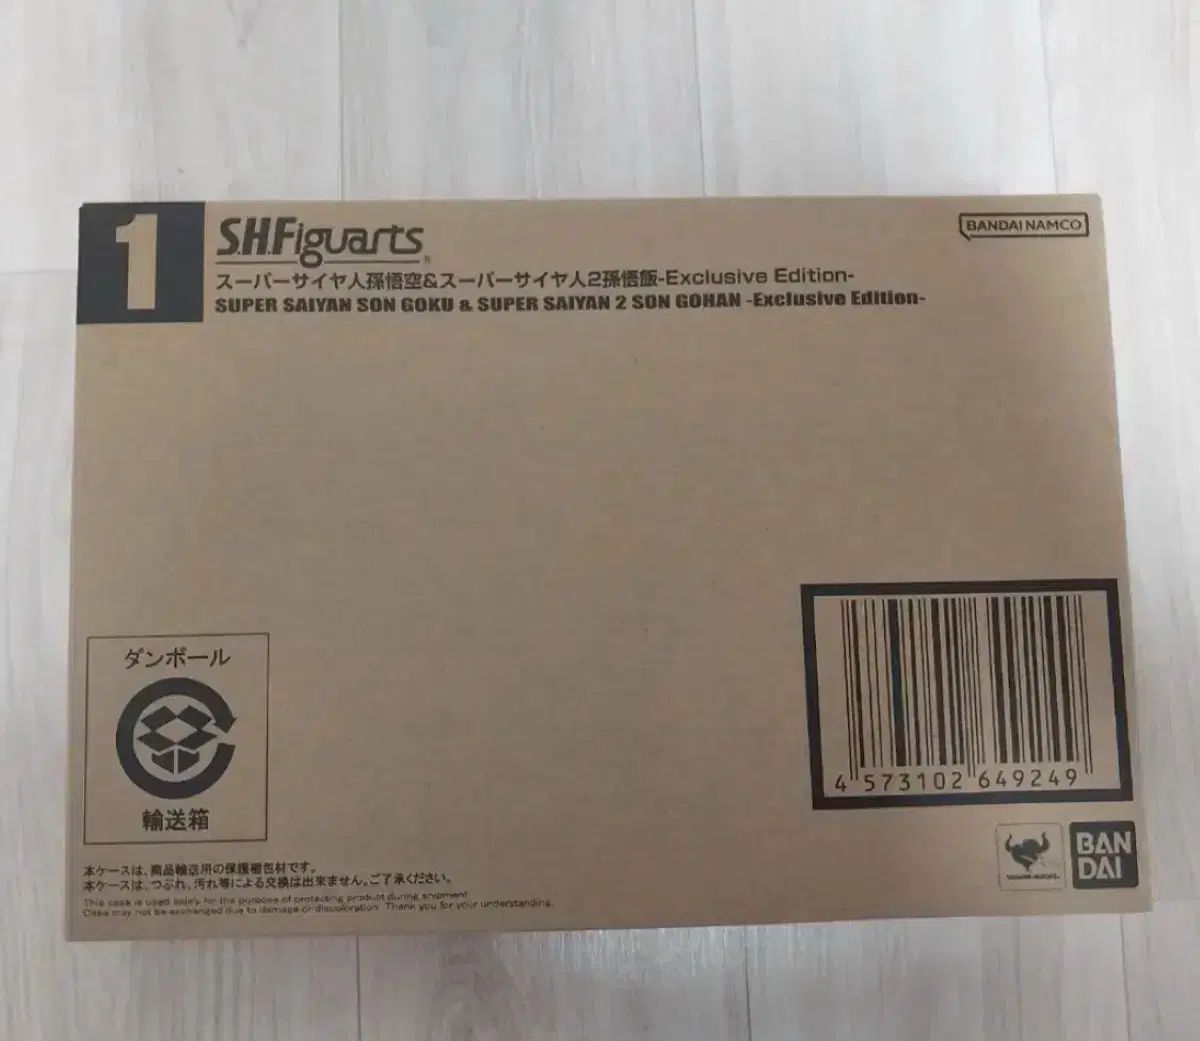 1
S.H.Figuarts
BANDAI NAMCO
スーパーサイヤ人孫悟空&スーパーサイヤ人2孫悟飯-Exclusive Edition-
SUPER SAIYAN SON GOKU & SUPER SAIYAN 2 SON GOHAN -Exclusive Edition-
ダンボール
輸送箱
4 573102 649249
本ケースは、商品輸送用の保護梱包材です。
本ケースは、つぶれ、汚れ等による交換は出来ません。ご了承ください。
This case is used solely for the purpose of protecting product during shipment.
Case may not be exchanged due to damage or discoloration. Thank you for your understanding.
BAN
DAI